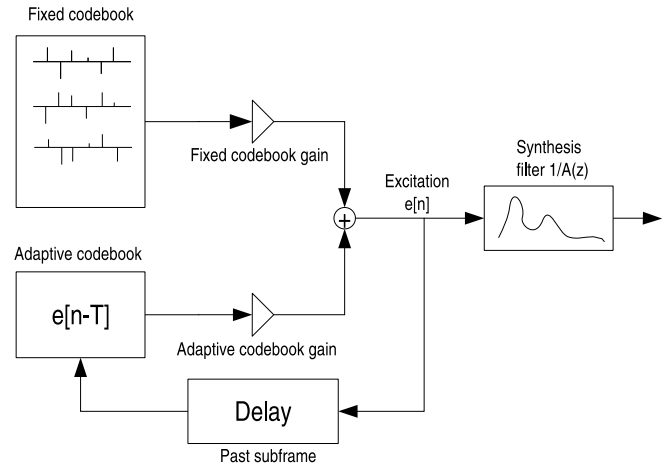 Fixed codebook
Fixed codebook gain
Synthesis
filter 1/A(z)
Excitation
e[n]
+
Adaptive codebook
e[n-T]
Adaptive codebook gain
Delay
Past subframe